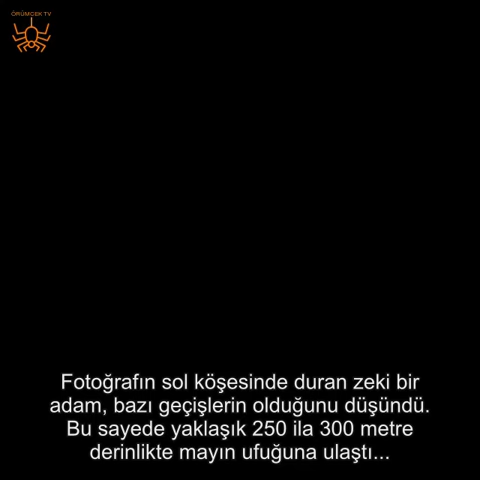 ÖRÜMCEK TV
Fotoğrafın sol köşesinde duran zeki bir
adam, bazı geçişlerin olduğunu düşündü.
Bu sayede yaklaşık 250 ila 300 metre
derinlikte mayın ufuğuna ulaştı...